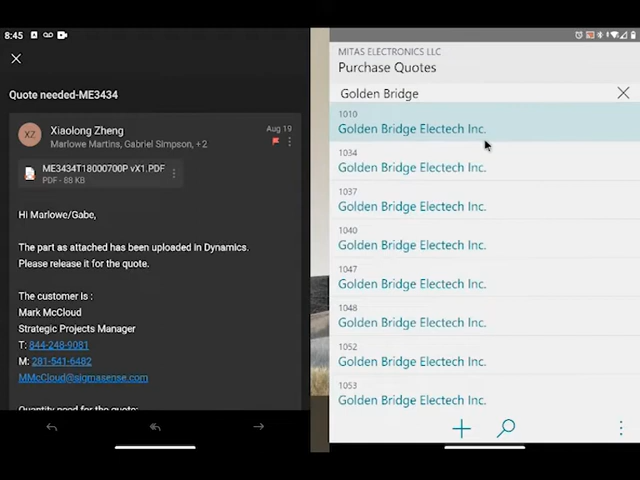 8:45
Quote needed-ME3434
XZ
Xiaolong Zheng
Aug 19
Marlowe Martins, Gabriel Simpson, +2
ME3434T18000700P vX1.PDF
PDF - 88 KB
Hi Marlowe/Gabe,
The part as attached has been uploaded in Dynamics.
Please release it for the quote.
The customer is :
Mark McCloud
Strategic Projects Manager
T: 844-248-9081
M: 281-541-6482
MMcCloud@sigmasense.com
Quantity need for the quote:
MITAS ELECTRONICS LLC
Purchase Quotes
Golden Bridge
1010
Golden Bridge Electech Inc.
1034
Golden Bridge Electech Inc.
1037
Golden Bridge Electech Inc.
1040
Golden Bridge Electech Inc.
1047
Golden Bridge Electech Inc.
1048
Golden Bridge Electech Inc.
1052
Golden Bridge Electech Inc.
1053
Golden Bridge Electech Inc.